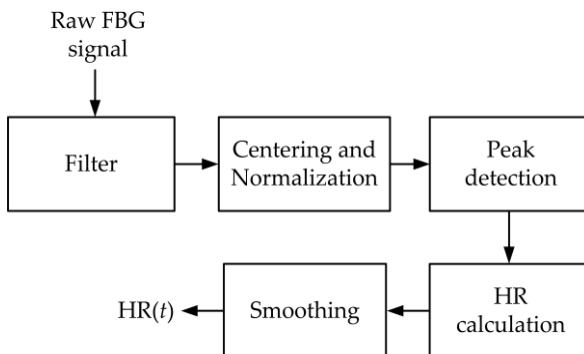 Raw FBG
signal
Filter
Centering and
Normalization
Peak
detection
HR
calculation
Smoothing
HR(t)